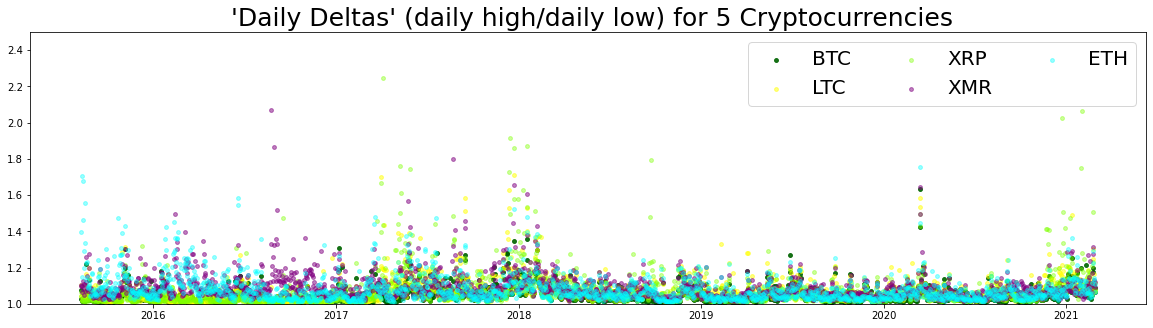 'Daily Deltas' (daily high/daily low) for 5 Cryptocurrencies
2.4
2.2
2.0
1.8
1.6
1.4
1.2
1.0
BTC XRP ETH
LTC XMR
2016 2017 2018 2019 2020 2021